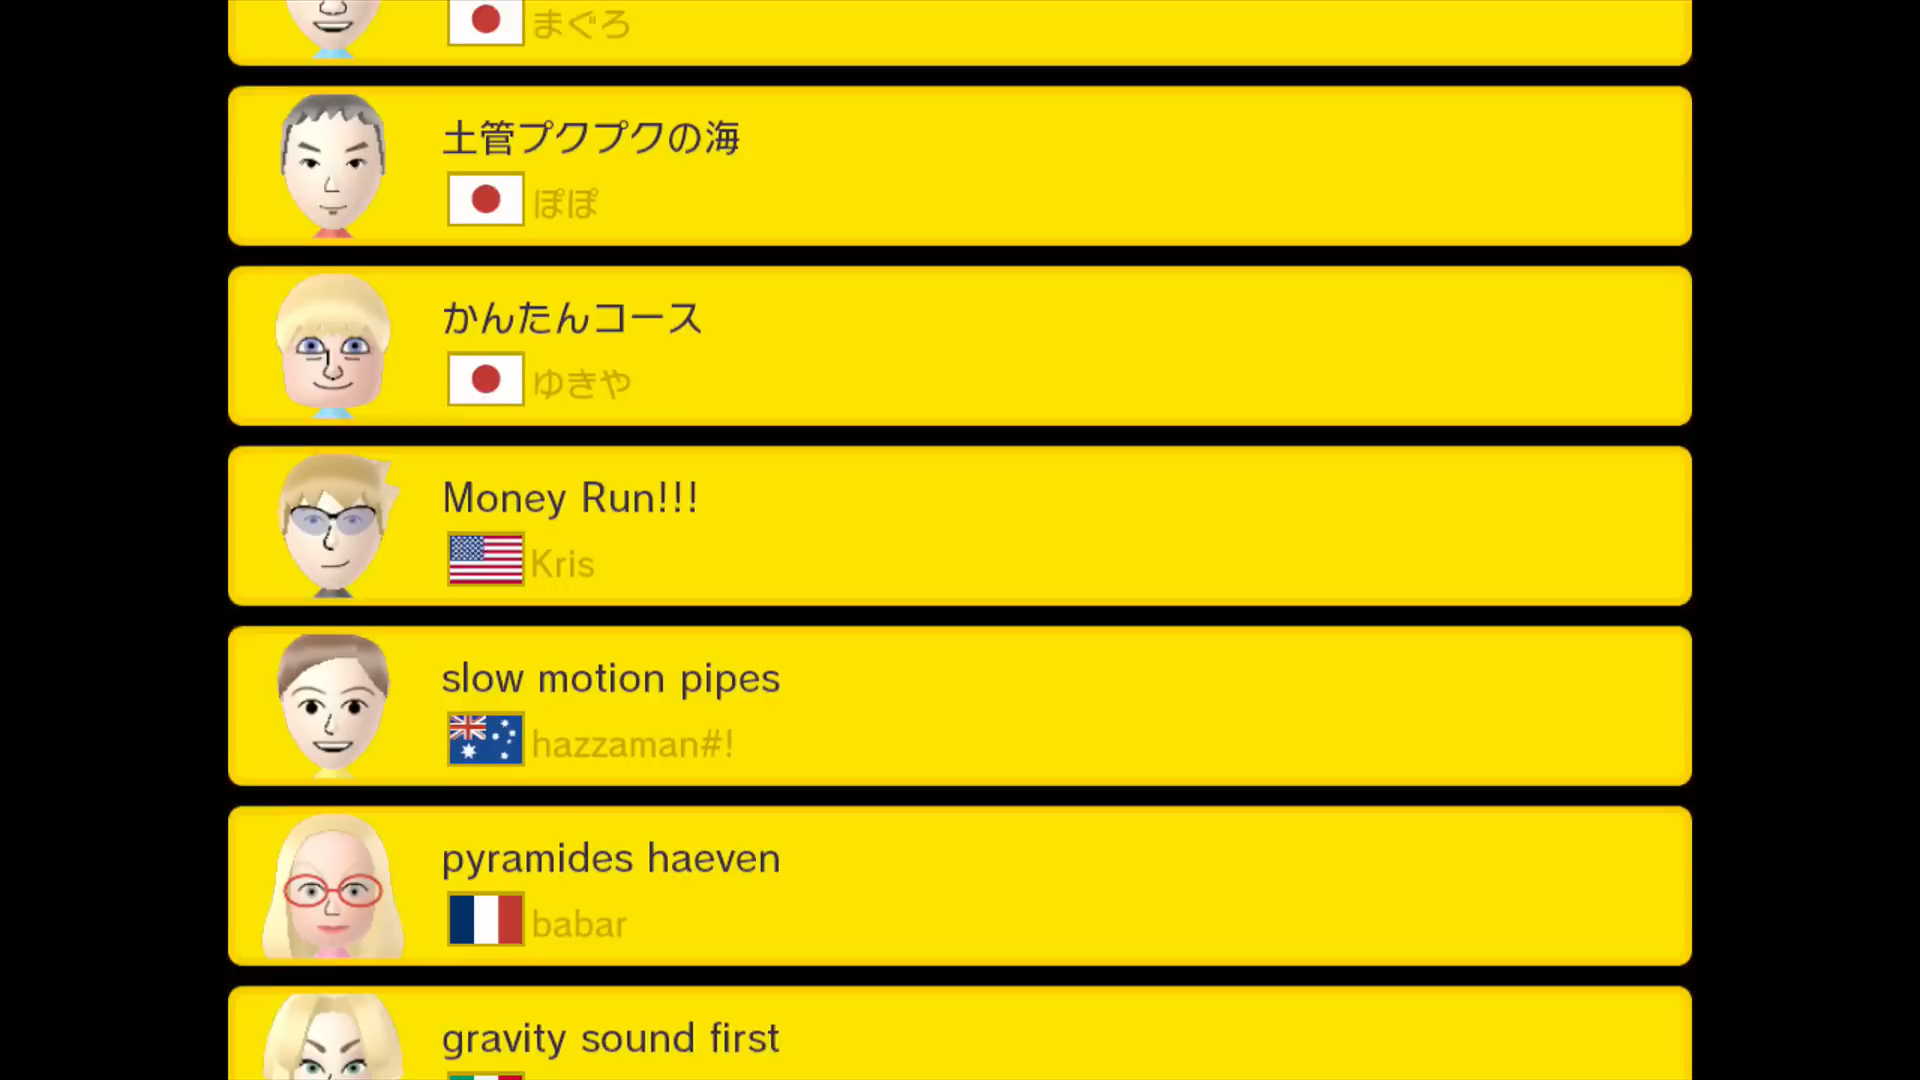 まぐろ
土管プクプクの海
ぽぽ
かんたんコース
ゆきや
Money Run!!!
Kris
slow motion pipes
hazzaman#!
pyramides haeven
babar
gravity sound first